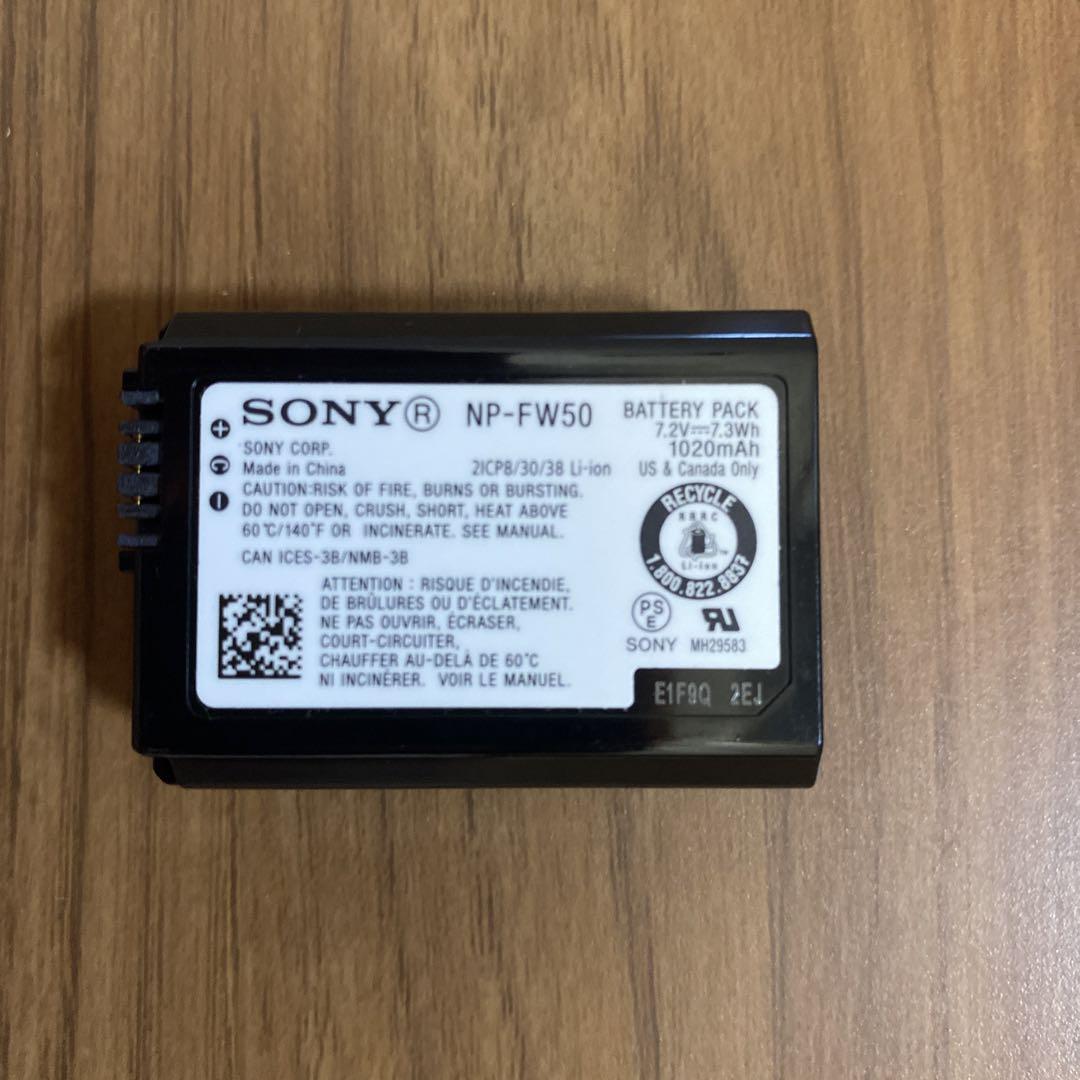 SONY® NP-FW50
BATTERY PACK
7.2V⎓7.3Wh
1020mAh
US & Canada Only
SONY CORP.
Made in China
2ICP8/30/38 Li-ion
CAUTION:RISK OF FIRE, BURNS OR BURSTING.
DO NOT OPEN, CRUSH, SHORT, HEAT ABOVE
60°C/140°F OR INCINERATE. SEE MANUAL.
CAN ICES-3B/NMB-3B
ATTENTION : RISQUE D'INCENDIE,
DE BRÛLURES OU D'ÉCLATEMENT.
NE PAS OUVRIR, ÉCRASER,
COURT-CIRCUITER,
CHAUFFER AU-DELÀ DE 60°C
NI INCINÉRER. VOIR LE MANUEL.
RECYCLE
RBRC
Li-ion
1.800.822.8837
PS
E
SONY
MH29583
E1F9Q 2EJ